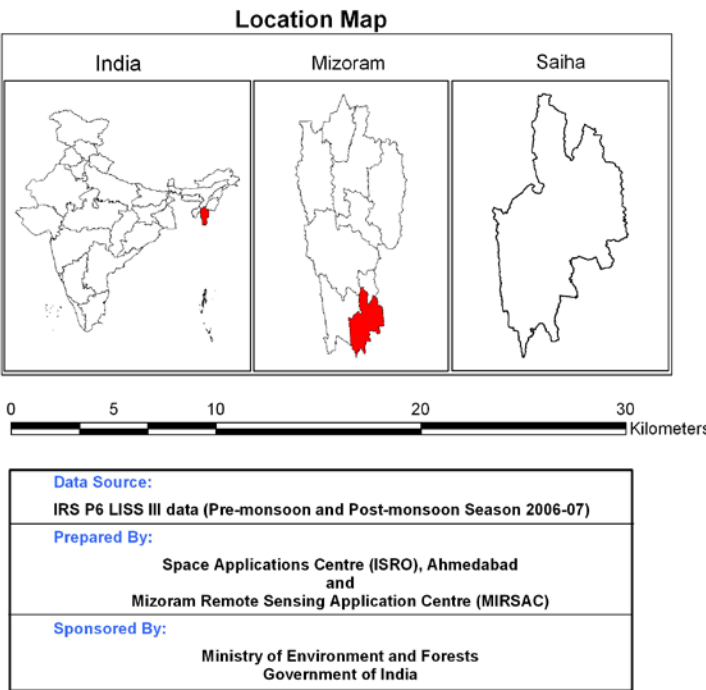 Location Map
India
Mizoram
Saiha
0 5 10 20 30
Kilometers
Data Source:
IRS P6 LISS III data (Pre-monsoon and Post-monsoon Season 2006-07)
Prepared By:
Space Applications Centre (ISRO), Ahmedabad
and
Mizoram Remote Sensing Application Centre (MIRSAC)
Sponsored By:
Ministry of Environment and Forests
Government of India